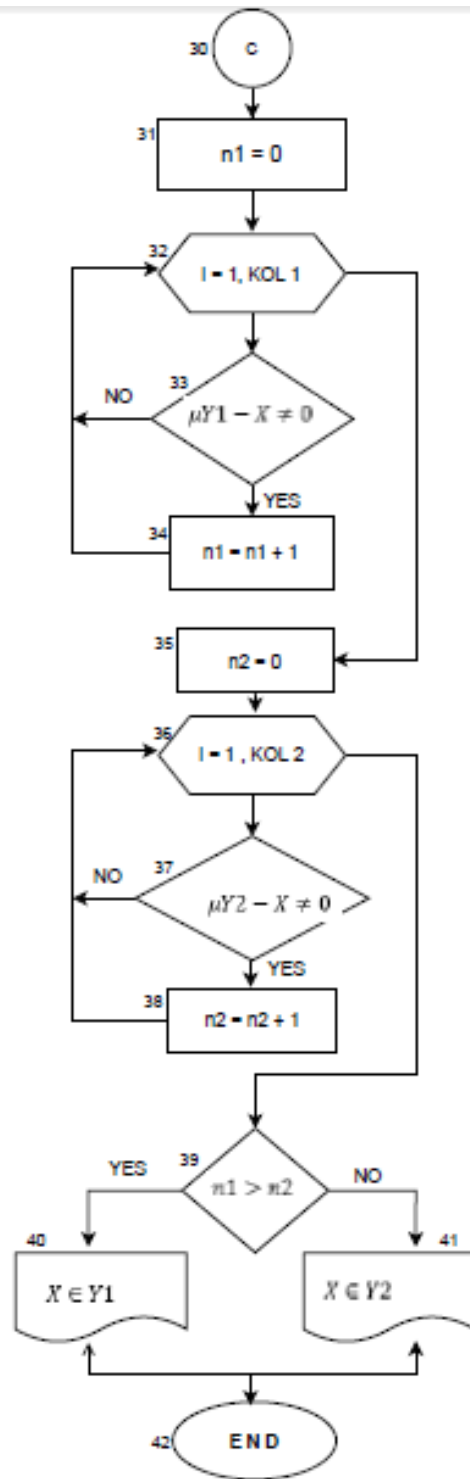 30
C
31
n1 = 0
32
I = 1, KOL 1
33
NO
μY1 − X ≠ 0
YES
34
n1 = n1 + 1
35
n2 = 0
36
I = 1 , KOL 2
37
NO
μY2 − X ≠ 0
YES
38
n2 = n2 + 1
39
YES
NO
n1 > n2
40
41
X ∈ Y1
X ∈ Y2
42
END